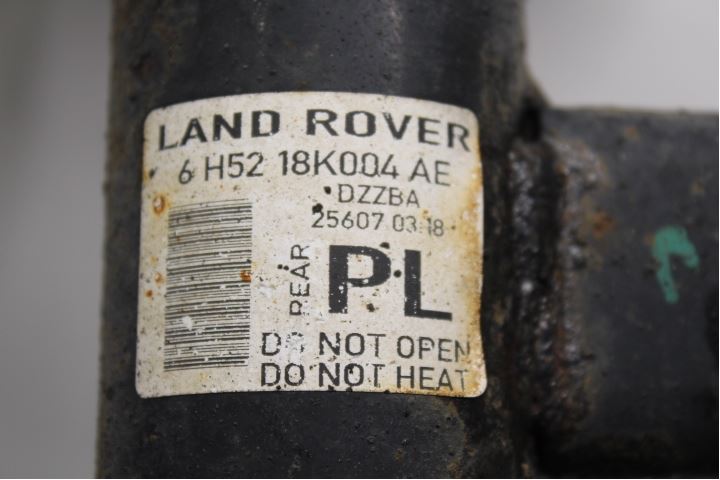 LAND ROVER
6 H52 18K004 AE
DZZBA
25607 03:18
REAR
PL
DO NOT OPEN
DO NOT HEAT